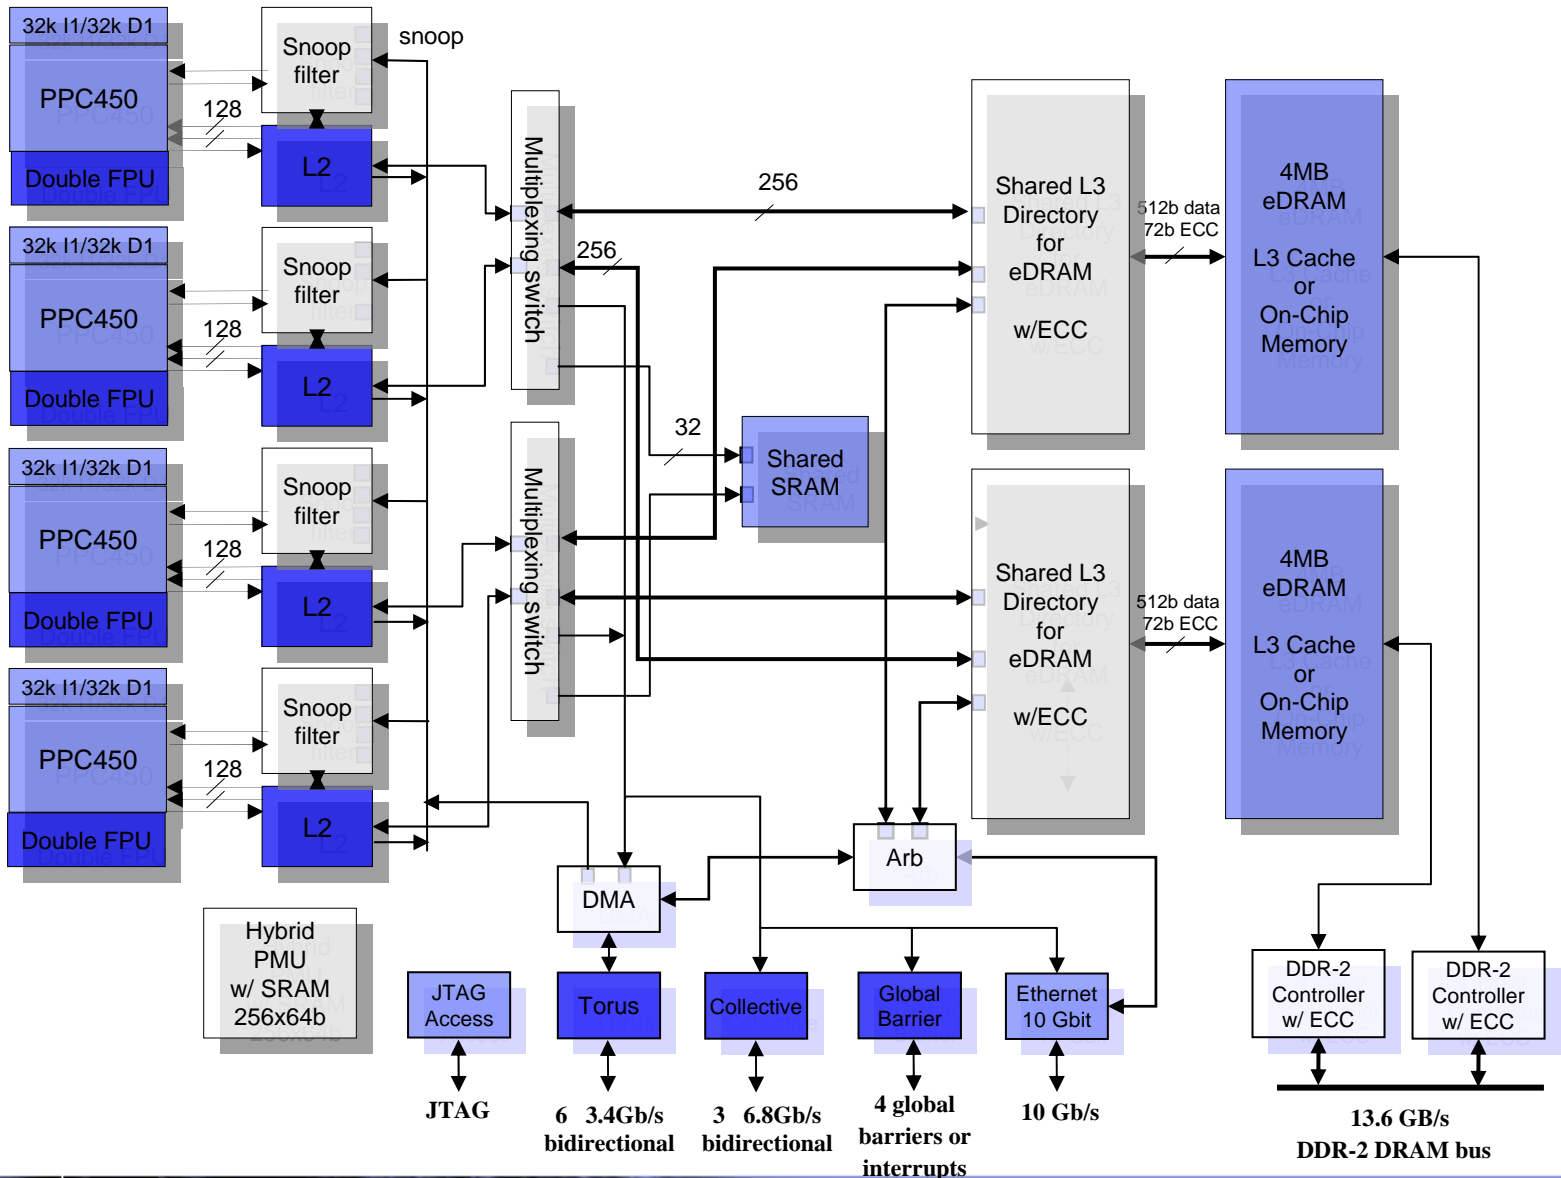 32k I1/32k D1
PPC450
Double FPU
128
Snoop
filter
L2
snoop
32k I1/32k D1
PPC450
Double FPU
128
Snoop
filter
L2
32k I1/32k D1
PPC450
Double FPU
128
Snoop
filter
L2
32k I1/32k D1
PPC450
Double FPU
128
Snoop
filter
L2
Multiplexing switch
Multiplexing switch
256
256
32
Shared
SRAM
Shared L3
Directory
for
eDRAM
w/ECC
512b data
72b ECC
4MB
eDRAM
L3 Cache
or
On-Chip
Memory
Shared L3
Directory
for
eDRAM
w/ECC
512b data
72b ECC
4MB
eDRAM
L3 Cache
or
On-Chip
Memory
Arb
DMA
Hybrid
PMU
w/ SRAM
256x64b
JTAG
Access
Torus
Collective
Global
Barrier
Ethernet
10 Gbit
DDR-2
Controller
w/ ECC
DDR-2
Controller
w/ ECC
JTAG
6 3.4Gb/s
bidirectional
3 6.8Gb/s
bidirectional
4 global
barriers or
interrupts
10 Gb/s
13.6 GB/s
DDR-2 DRAM bus